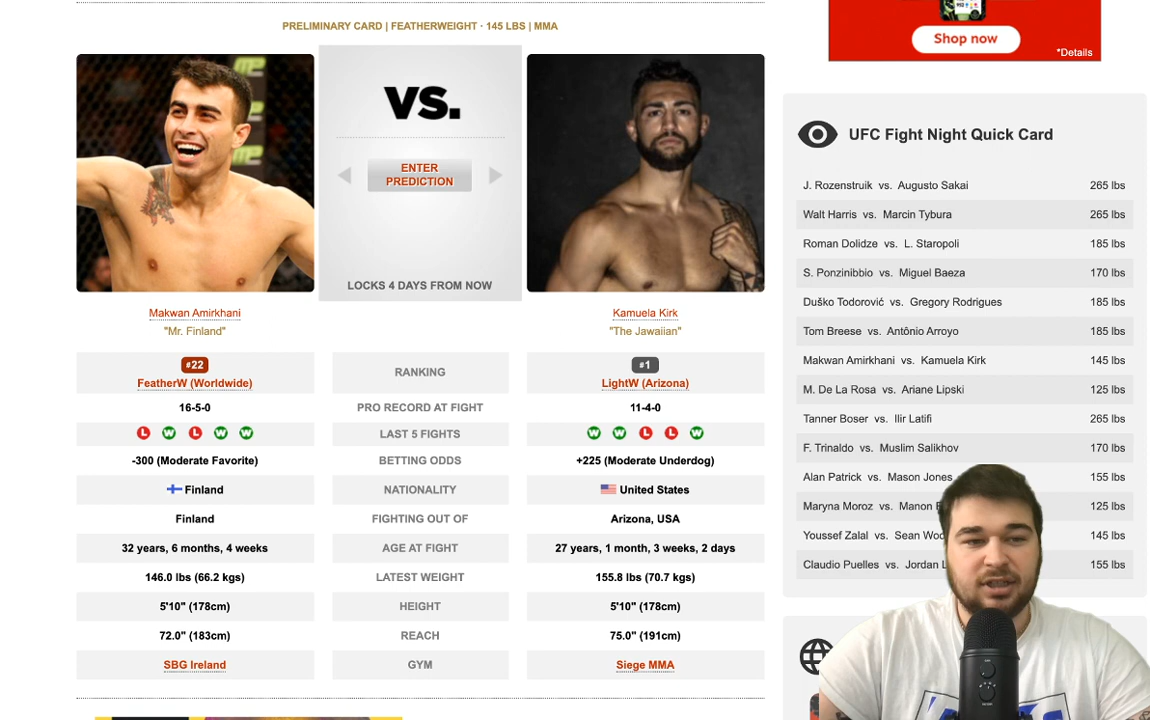 PRELIMINARY CARD | FEATHERWEIGHT · 145 LBS | MMA
VS.
ENTER
PREDICTION
LOCKS 4 DAYS FROM NOW
Makwan Amirkhani
"Mr. Finland"
Kamuela Kirk
"The Jawaiian"
#22
FeatherW (Worldwide)
RANKING
#1
LightW (Arizona)
16-5-0 PRO RECORD AT FIGHT 11-4-0
L W L W W LAST 5 FIGHTS W W L L W
-300 (Moderate Favorite) BETTING ODDS +225 (Moderate Underdog)
Finland NATIONALITY United States
Finland FIGHTING OUT OF Arizona, USA
32 years, 6 months, 4 weeks AGE AT FIGHT 27 years, 1 month, 3 weeks, 2 days
146.0 lbs (66.2 kgs) LATEST WEIGHT 155.8 lbs (70.7 kgs)
5'10" (178cm) HEIGHT 5'10" (178cm)
72.0" (183cm) REACH 75.0" (191cm)
SBG Ireland GYM Siege MMA
Shop now
*Details
UFC Fight Night Quick Card
J. Rozenstruik vs. Augusto Sakai 265 lbs
Walt Harris vs. Marcin Tybura 265 lbs
Roman Dolidze vs. L. Staropoli 185 lbs
S. Ponzinibbio vs. Miguel Baeza 170 lbs
Duško Todorović vs. Gregory Rodrigues 185 lbs
Tom Breese vs. Antônio Arroyo 185 lbs
Makwan Amirkhani vs. Kamuela Kirk 145 lbs
M. De La Rosa vs. Ariane Lipski 125 lbs
Tanner Boser vs. Ilir Latifi 265 lbs
F. Trinaldo vs. Muslim Salikhov 170 lbs
Alan Patrick vs. Mason Jones 155 lbs
Maryna Moroz vs. Manon 125 lbs
Youssef Zalal vs. Sean 145 lbs
Claudio Puelles vs. Jordan 155 lbs